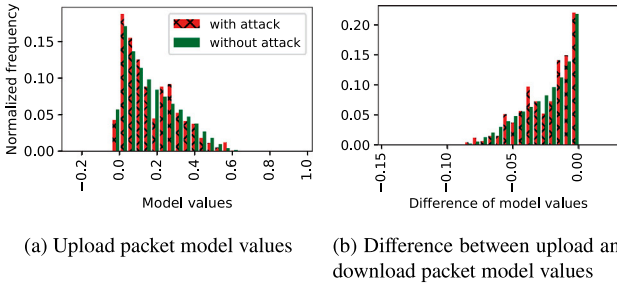 0.15
0.10
0.05
0.00
Normalized frequency
with attack
without attack
-0.2
0.0
0.2
0.4
0.6
0.8
1.0
Model values
0.20
0.15
0.10
0.05
0.00
-0.15
-0.10
-0.05
0.00
Difference of model values
(a) Upload packet model values
(b) Difference between upload an
download packet model values